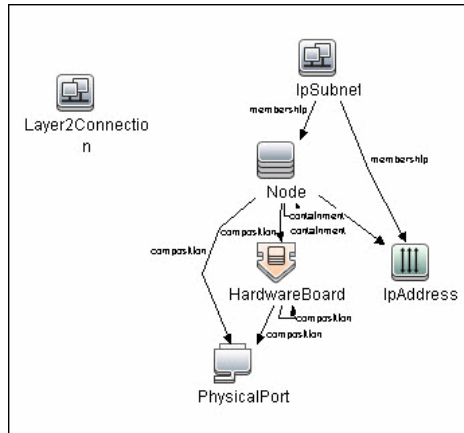 IpSubnet
Layer2Connectio
n
membership
membership
Node
containment
composition
containment
composition
HardwareBoard
IpAddress
composition
composition
PhysicalPort